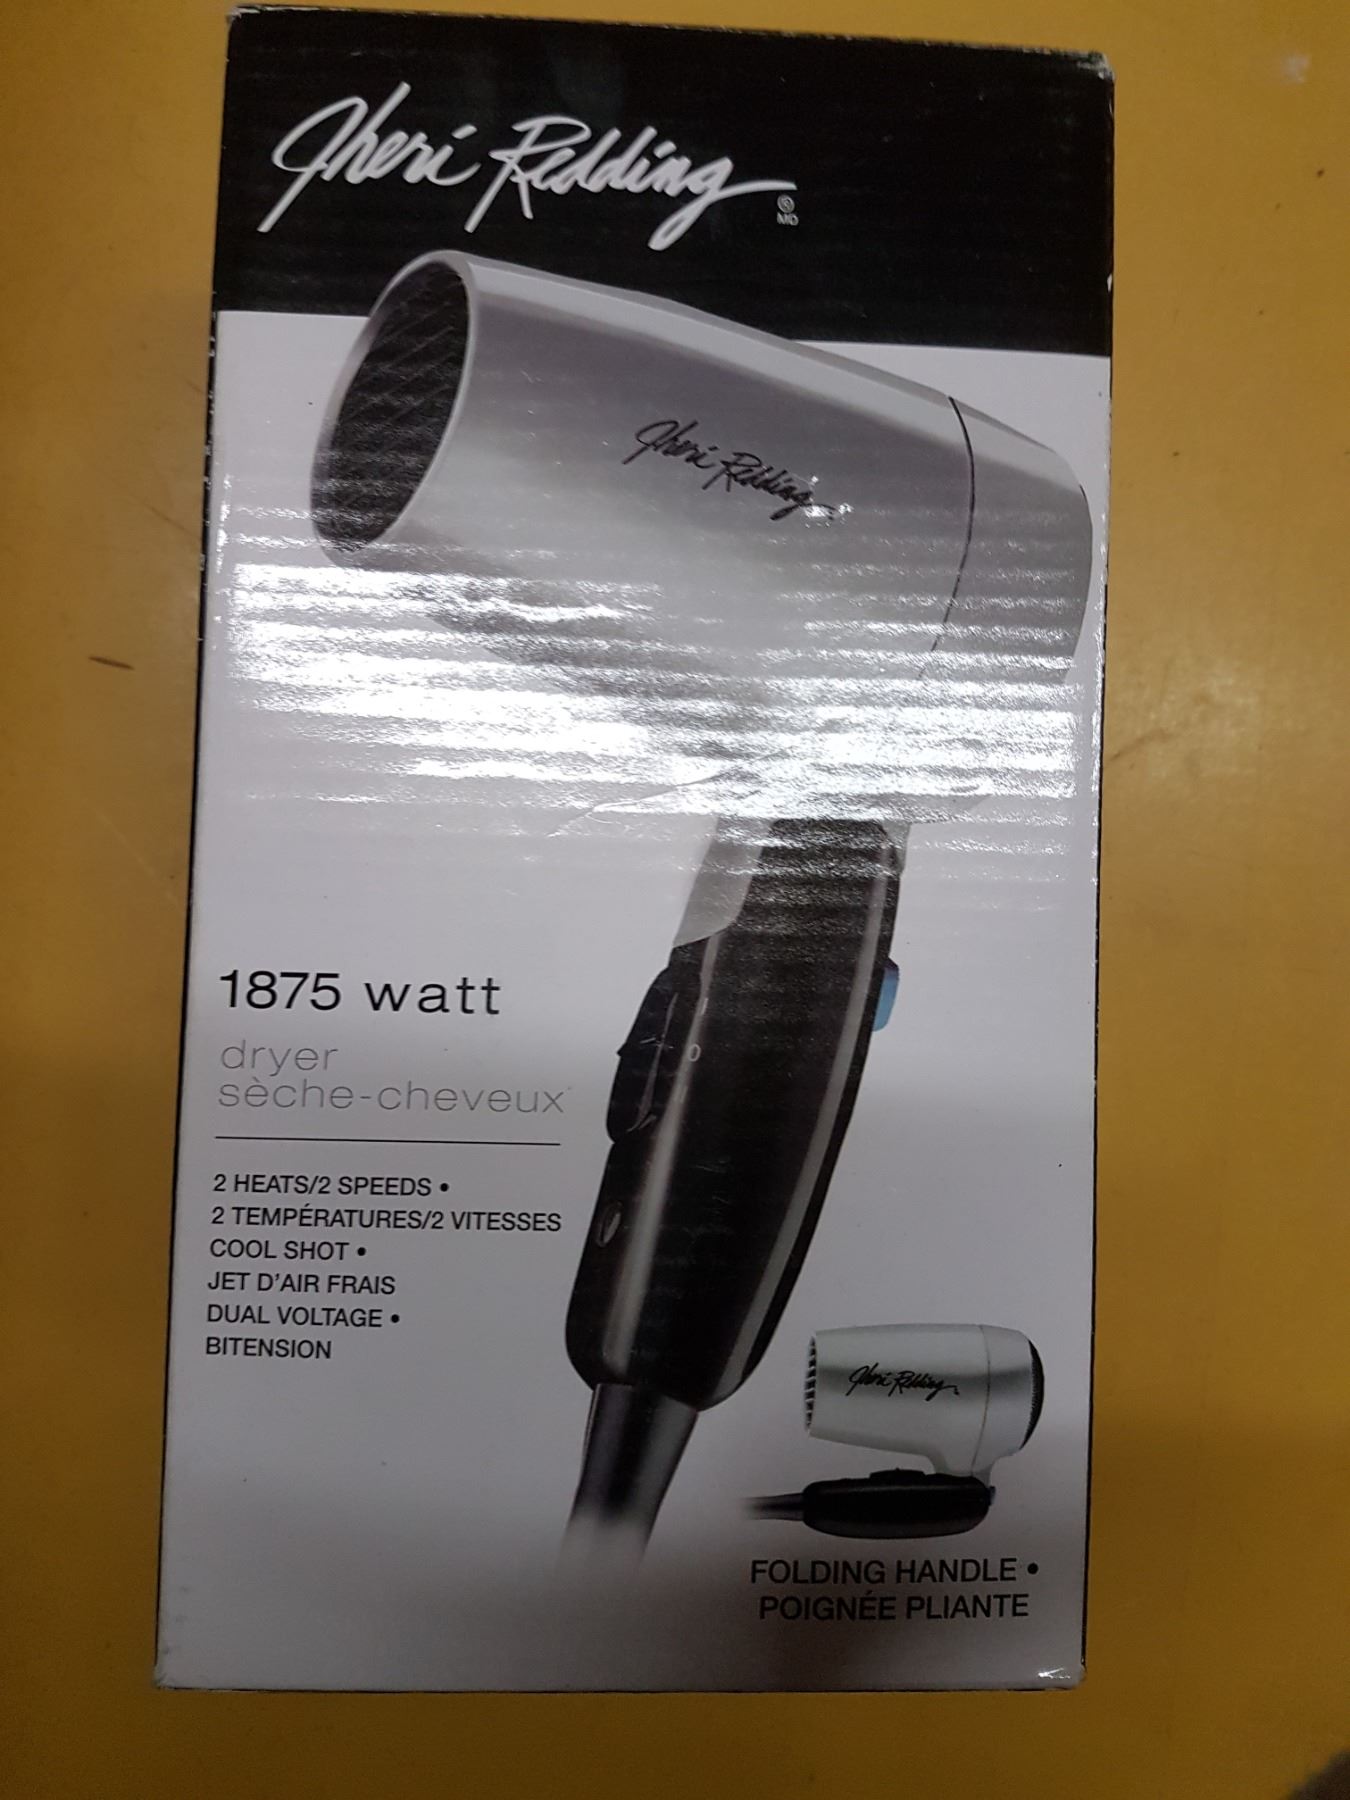 Jheri Redding
MD
Jheri Redding
1875 watt
dryer
sèche-cheveux
0
2 HEATS/2 SPEEDS •
2 TEMPÉRATURES/2 VITESSES
COOL SHOT •
JET D'AIR FRAIS
DUAL VOLTAGE •
BITENSION
Jheri Redding
FOLDING HANDLE •
POIGNÉE PLIANTE